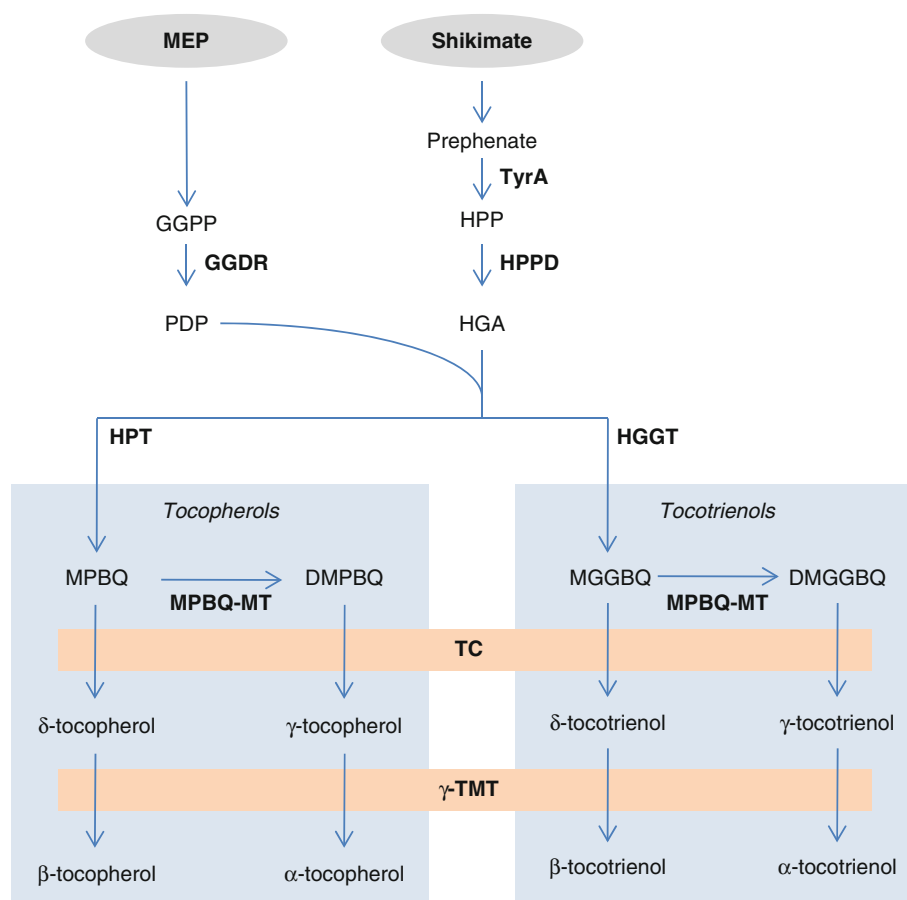 MEP
Shikimate
Prephenate
TyrA
GGPP
HPP
GGDR
HPPD
PDP
HGA
HPT
HGGT
Tocopherols
Tocotrienols
MPBQ
DMPBQ
MGGBQ
DMGGBQ
MPBQ-MT
MPBQ-MT
TC
δ-tocopherol
γ-tocopherol
δ-tocotrienol
γ-tocotrienol
γ-TMT
β-tocopherol
α-tocopherol
β-tocotrienol
α-tocotrienol